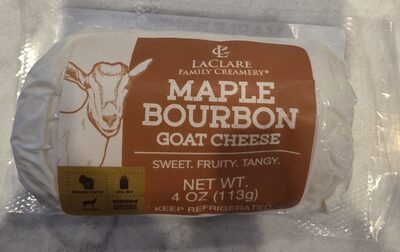 LACLARE
FAMILY CREAMERY®
MAPLE
BOURBON
GOAT CHEESE
SWEET. FRUITY. TANGY.
NET WT.
4 OZ (113g)
KEEP REFRIGERATED